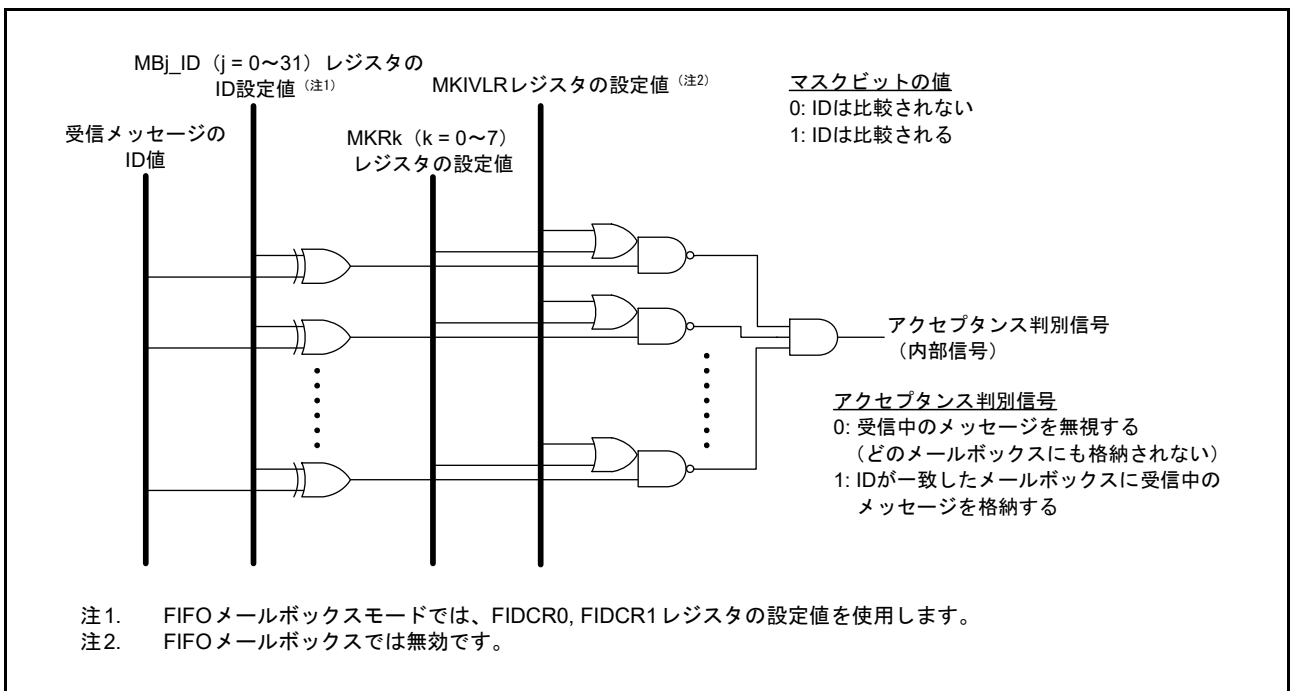 MBj_ID（j = 0～31）レジスタの
ID設定値（注1）
MKIVLRレジスタの設定値（注2）
受信メッセージの
ID値
MKRk（k = 0～7）
レジスタの設定値
マスクビットの値
0: IDは比較されない
1: IDは比較される
アクセプタンス判別信号
（内部信号）
アクセプタンス判別信号
0: 受信中のメッセージを無視する
（どのメールボックスにも格納されない）
1: IDが一致したメールボックスに受信中の
メッセージを格納する
注1. FIFOメールボックスモードでは、FIDCR0, FIDCR1レジスタの設定値を使用します。
注2. FIFOメールボックスでは無効です。